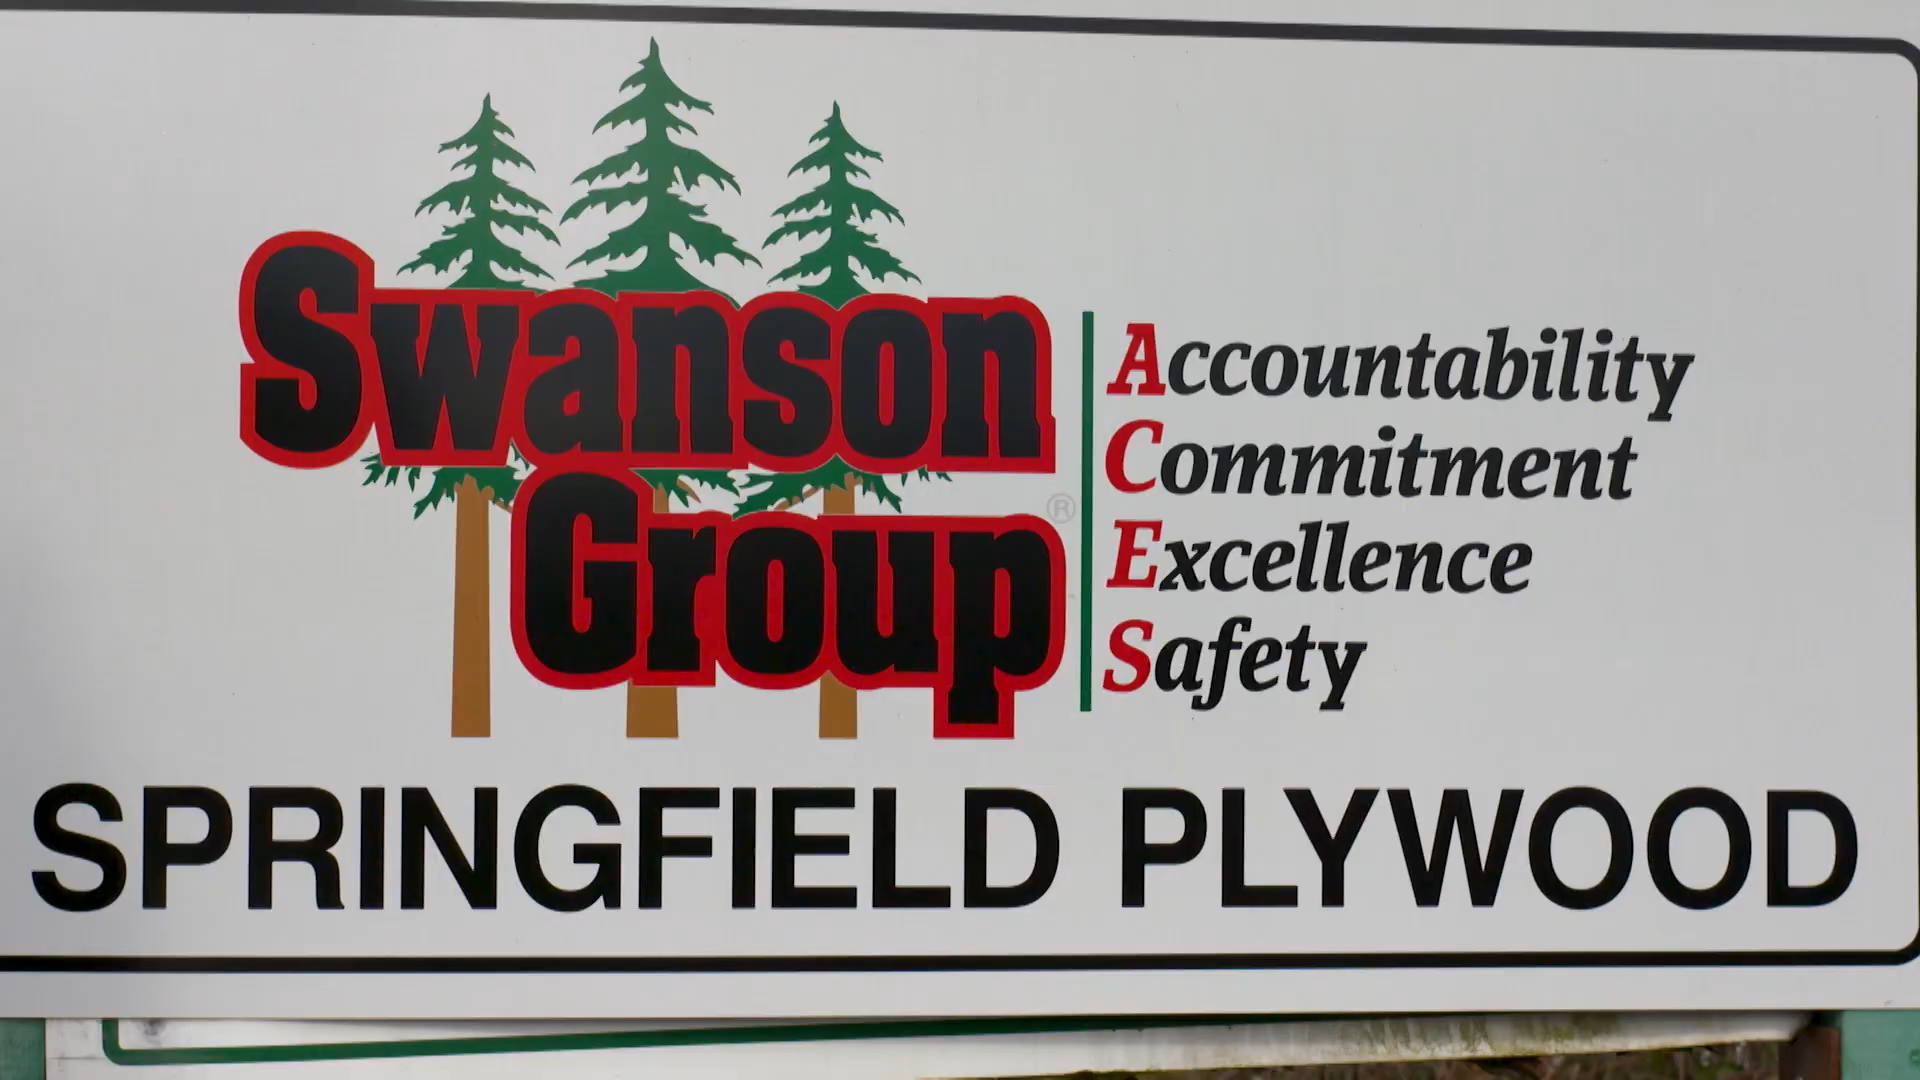 Swanson
Group
®
Accountability
Commitment
Excellence
Safety
SPRINGFIELD PLYWOOD